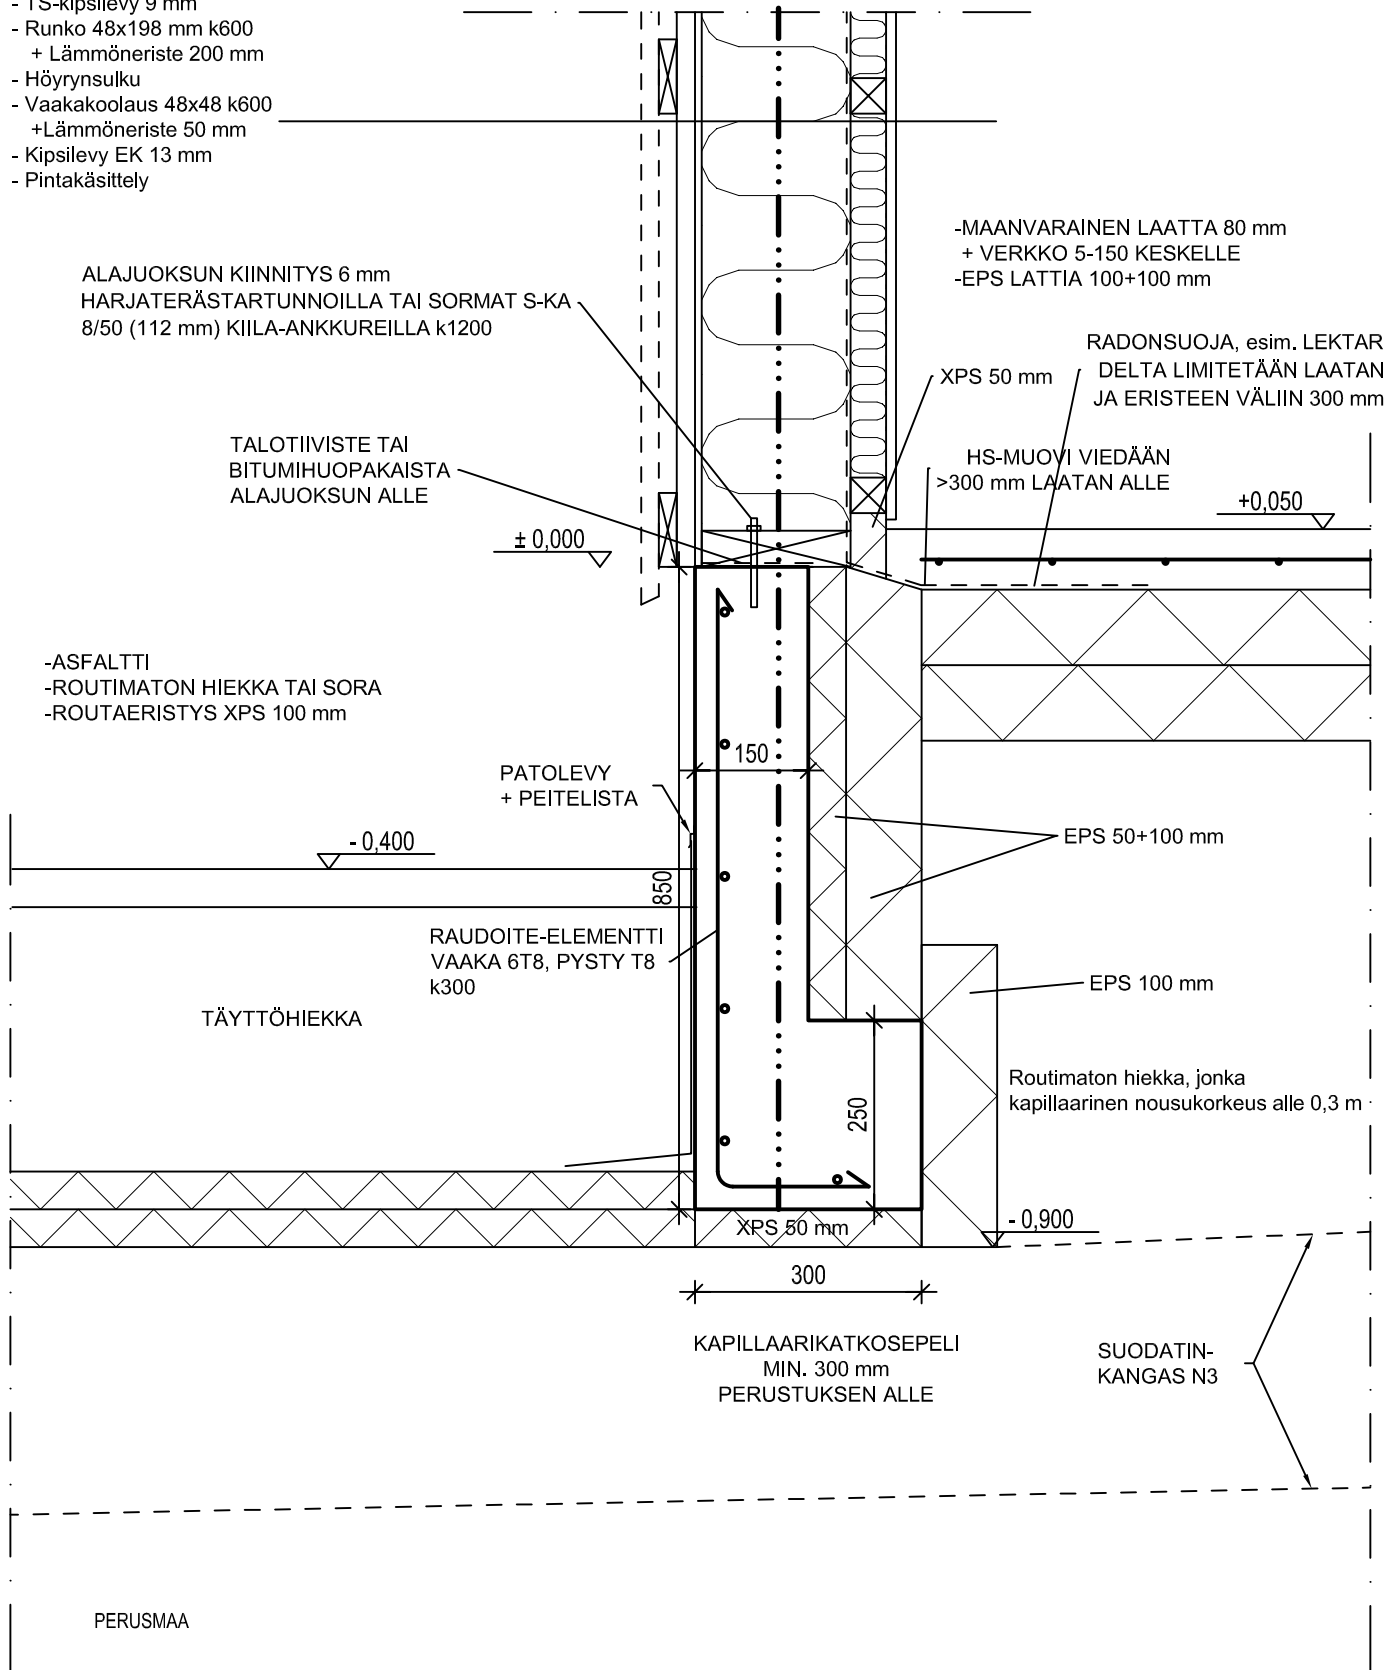 - TS-kipsilevy 9 mm
- Runko 48x198 mm k600
+ Lämmöneriste 200 mm
- Höyrynsulku
- Vaakakoolaus 48x48 k600
+Lämmöneriste 50 mm
- Kipsilevy EK 13 mm
- Pintakäsittely
-MAANVARAINEN LAATTA 80 mm
+ VERKKO 5-150 KESKELLE
-EPS LATTIA 100+100 mm
ALAJUOKSUN KIINNITYS 6 mm
HARJATERÄSTARTUNNOILLA TAI SORMAT S-KA
8/50 (112 mm) KIILA-ANKKUREILLA k1200
RADONSUOJA, esim. LEKTAR
DELTA LIMITETÄÄN LAATAN
JA ERISTEEN VÄLIIN 300 mm
XPS 50 mm
TALOTIIVISTE TAI
BITUMIHUOPAKAISTA
ALAJUOKSUN ALLE
HS-MUOVI VIEDÄÄN
>300 mm LAATAN ALLE
+0,050
± 0,000
-ASFALTTI
-ROUTIMATON HIEKKA TAI SORA
-ROUTAERISTYS XPS 100 mm
150
PATOLEVY
+ PEITELISTA
- 0,400
EPS 50+100 mm
850
RAUDOITE-ELEMENTTI
VAAKA 6T8, PYSTY T8
k300
EPS 100 mm
TÄYTTÖHIEKKA
Routimaton hiekka, jonka
kapillaarinen nousukorkeus alle 0,3 m
250
XPS 50 mm
- 0,900
300
KAPILLAARIKATKOSEPELI
MIN. 300 mm
PERUSTUKSEN ALLE
SUODATIN-
KANGAS N3
PERUSMAA